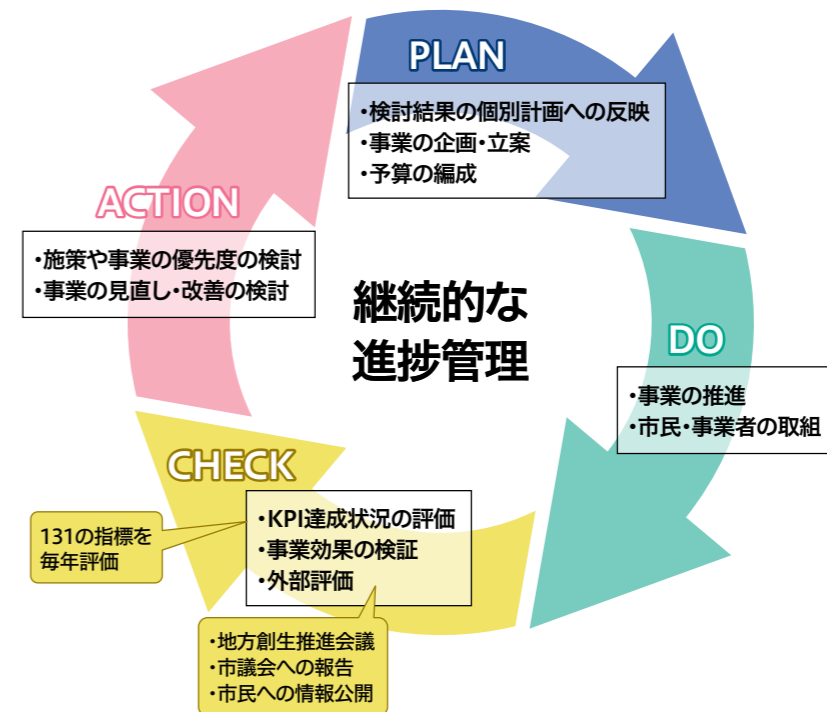 PLAN
・検討結果の個別計画への反映
・事業の企画・立案
・予算の編成
ACTION
・施策や事業の優先度の検討
・事業の見直し・改善の検討
継続的な
進捗管理
DO
・事業の推進
・市民・事業者の取組
CHECK
・KPI達成状況の評価
・事業効果の検証
・外部評価
131の指標を
毎年評価
・地方創生推進会議
・市議会への報告
・市民への情報公開